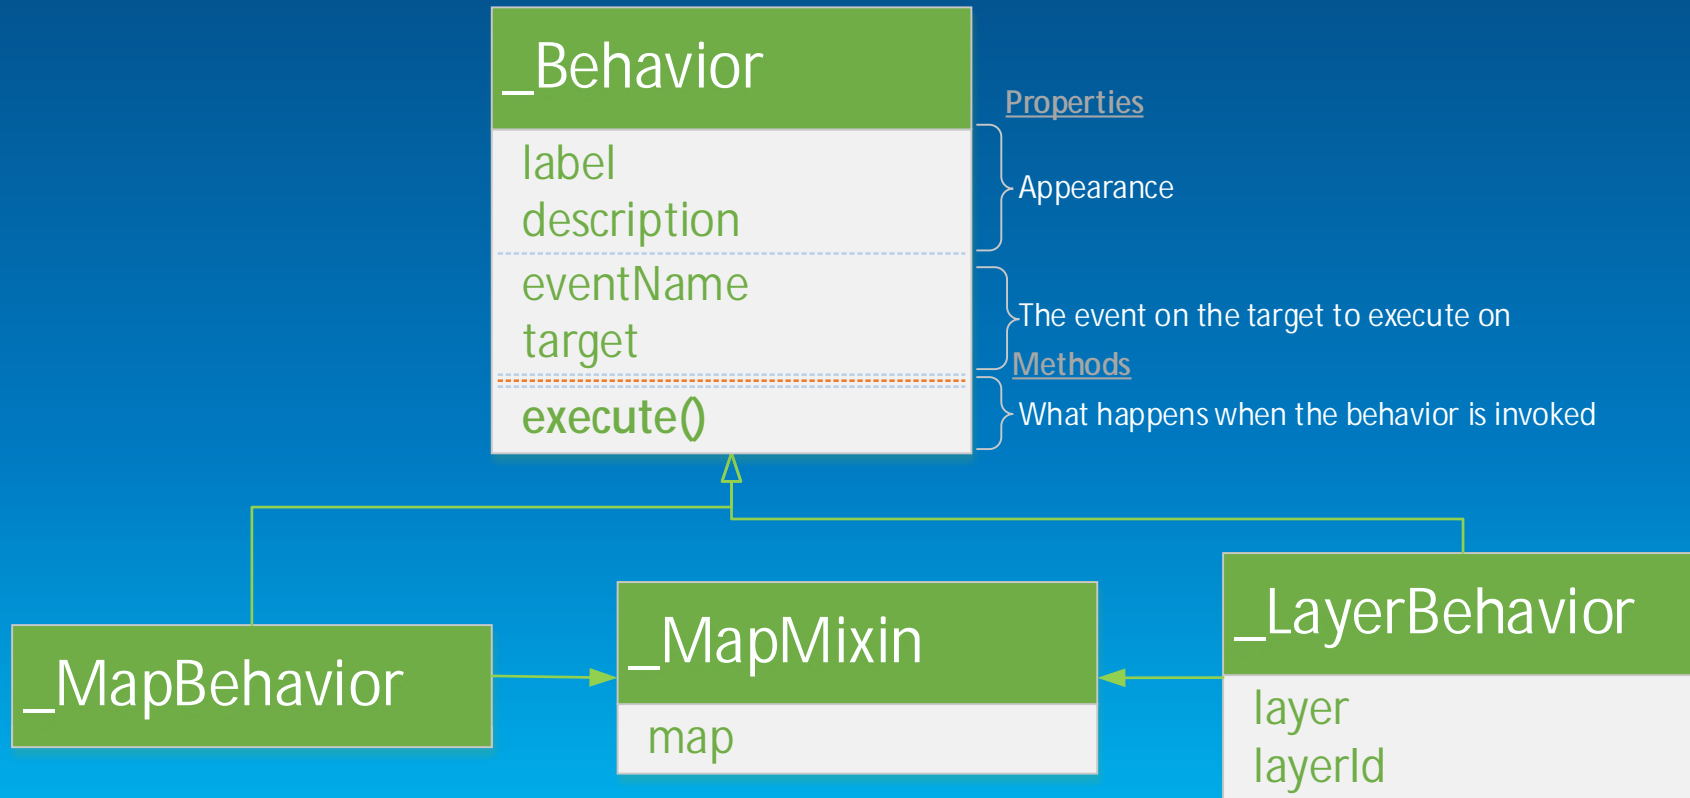 _Behavior
Properties
label
description
Appearance
eventName
target
The event on the target to execute on
Methods
execute()
What happens when the behavior is invoked
_MapBehavior
_MapMixin
map
_LayerBehavior
layer
layerId